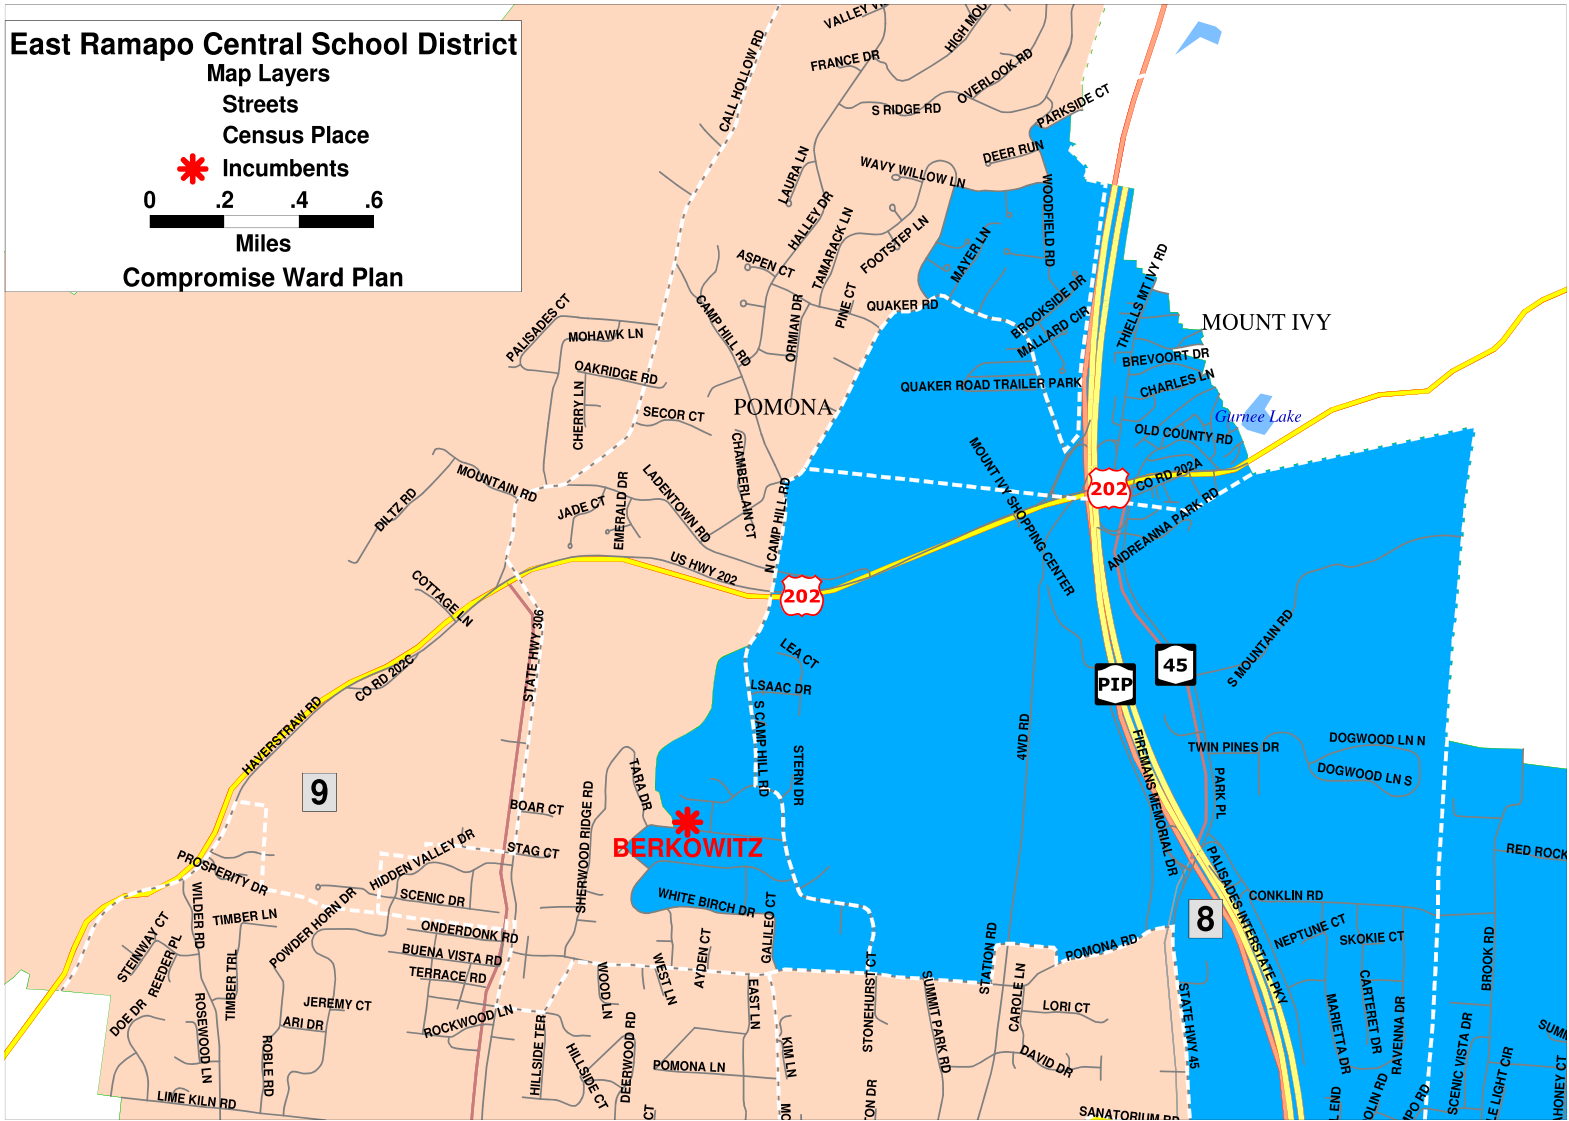 East Ramapo Central School District
Map Layers
Streets
Census Place
Incumbents
0 .2 .4 .6
Miles
Compromise Ward Plan
CALL HOLLOW RD
FRANCE DR
S RIDGE RD
OVERLOOK RD
PARKSIDE CT
LAURA LN
WAVY WILLOW LN
DEER RUN
WOODFIELD RD
HALLEY DR
TAMARACK LN
FOOTSTEP LN
MAYER LN
ASPEN CT
THIELLS MT IVY RD
PALISADES CT
MOHAWK LN
CAMP HILL RD
ORMIAN DR
PINE CT
QUAKER RD
BROOKSIDE DR
MALLARD CIR
MOUNT IVY
BREVOORT DR
OAKRIDGE RD
QUAKER ROAD TRAILER PARK
CHARLES LN
CHERRY LN
SECOR CT
POMONA
Gurnee Lake
OLD COUNTY RD
MOUNTAIN RD
LADENTOWN RD
CHAMBERLAIN CT
MOUNT IVY SHOPPING CENTER
CO RD 202A
202
DILTZ RD
JADE CT
EMERALD DR
N CAMP HILL RD
ANDREANNA PARK RD
US HWY 202
COTTAGE LN
202
STATE HWY 306
LEA CT
S MOUNTAIN RD
45
PIP
CO RD 202C
LSAAC DR
HAVERSTRAW RD
S CAMP HILL RD
STERN DR
4WD RD
FIREMANS MEMORIAL DR
TWIN PINES DR
DOGWOOD LN N
DOGWOOD LN S
PARK PL
9
TARA DR
BOAR CT
SHERWOOD RIDGE RD
BERKOWITZ
STAG CT
HIDDEN VALLEY DR
PROSPERITY DR
RED ROCK
PALISADES INTERSTATE PKY
CONKLIN RD
WILDER RD
SCENIC DR
WHITE BIRCH DR
GALILEO CT
8
POWDER HORN DR
TIMBER LN
ONDERDONK RD
NEPTUNE CT
SKOKIE CT
STEINWAY CT
REEDER PL
TIMBER TRL
BUENA VISTA RD
TERRACE RD
WOOD LN
WEST LN
AYDEN CT
EAST LN
STONEHURST CT
SUMMIT PARK RD
STATION RD
POMONA RD
BROOK RD
CAROLE LN
LORI CT
STATE HWY 45
MARIETTA DR
CARTERET DR
RAVENNA DR
DOE DR
ROSEWOOD LN
JEREMY CT
ARI DR
ROCKWOOD LN
ROBLE RD
HILLSIDE TER
HILLSIDE CT
DEERWOOD RD
KIM LN
POMONA LN
DAVID DR
SCENIC VISTA DR
LIME KILN RD
SANATORIUM RD